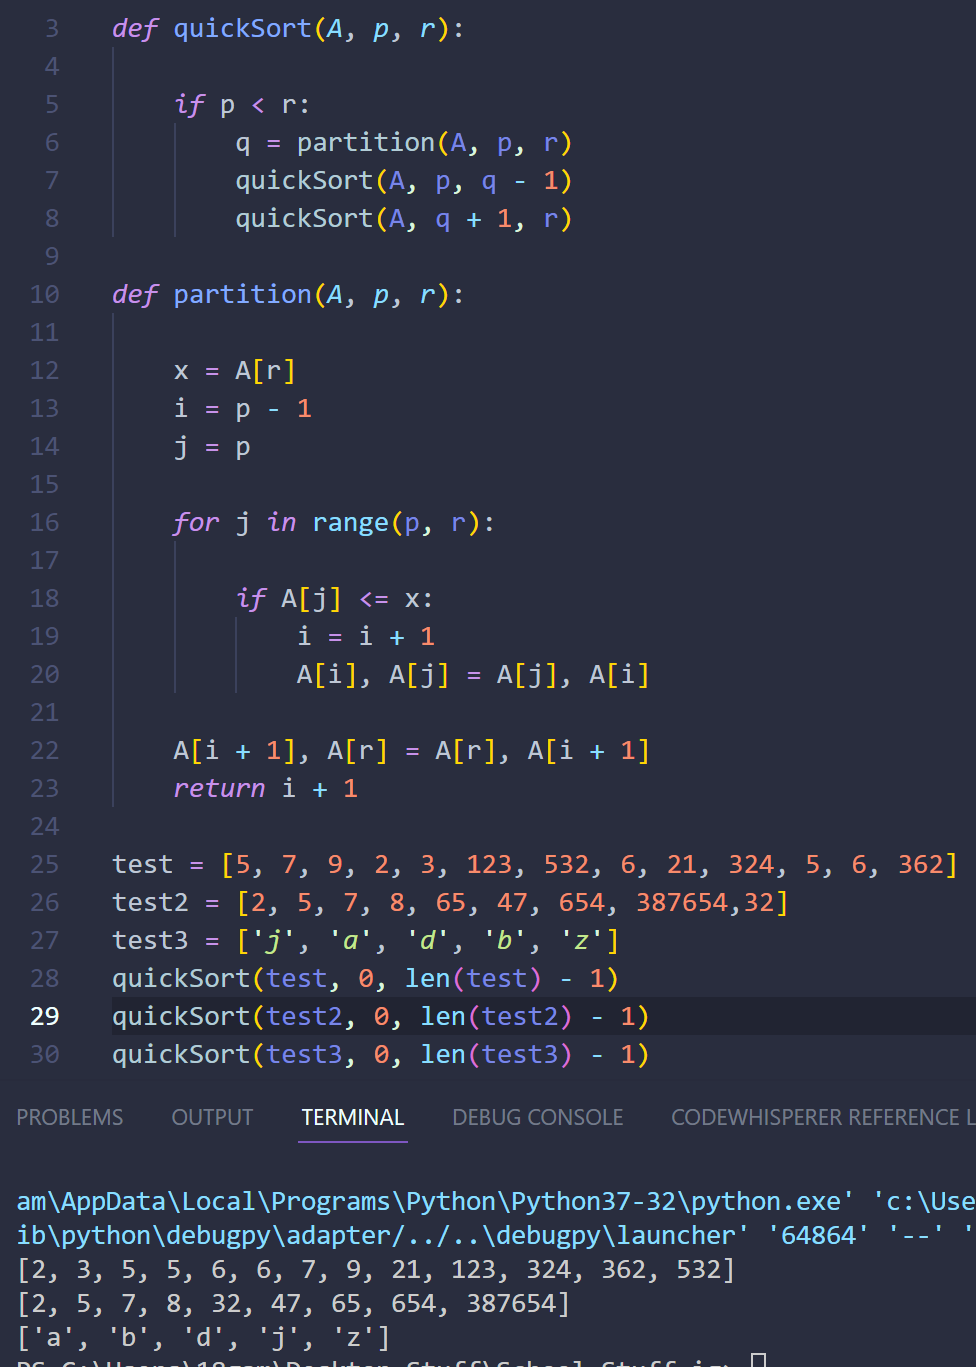 3 def quickSort(A, p, r):
4
5 if p < r:
6 q = partition(A, p, r)
7 quickSort(A, p, q - 1)
8 quickSort(A, q + 1, r)
9
10 def partition(A, p, r):
11
12 x = A[r]
13 i = p - 1
14 j = p
15
16 for j in range(p, r):
17
18 if A[j] <= x:
19 i = i + 1
20 A[i], A[j] = A[j], A[i]
21
22 A[i + 1], A[r] = A[r], A[i + 1]
23 return i + 1
24
25 test = [5, 7, 9, 2, 3, 123, 532, 6, 21, 324, 5, 6, 362]
26 test2 = [2, 5, 7, 8, 65, 47, 654, 387654,32]
27 test3 = ['j', 'a', 'd', 'b', 'z']
28 quickSort(test, 0, len(test) - 1)
29 quickSort(test2, 0, len(test2) - 1)
30 quickSort(test3, 0, len(test3) - 1)
PROBLEMS OUTPUT TERMINAL DEBUG CONSOLE CODEWHISPERER REFERENCE L
am\AppData\Local\Programs\Python\Python37-32\python.exe' 'c:\Use
ib\python\debugpy\adapter/../..\debugpy\launcher' '64864' '--' '
[2, 3, 5, 5, 6, 6, 7, 9, 21, 123, 324, 362, 532]
[2, 5, 7, 8, 32, 47, 65, 654, 387654]
['a', 'b', 'd', 'j', 'z']